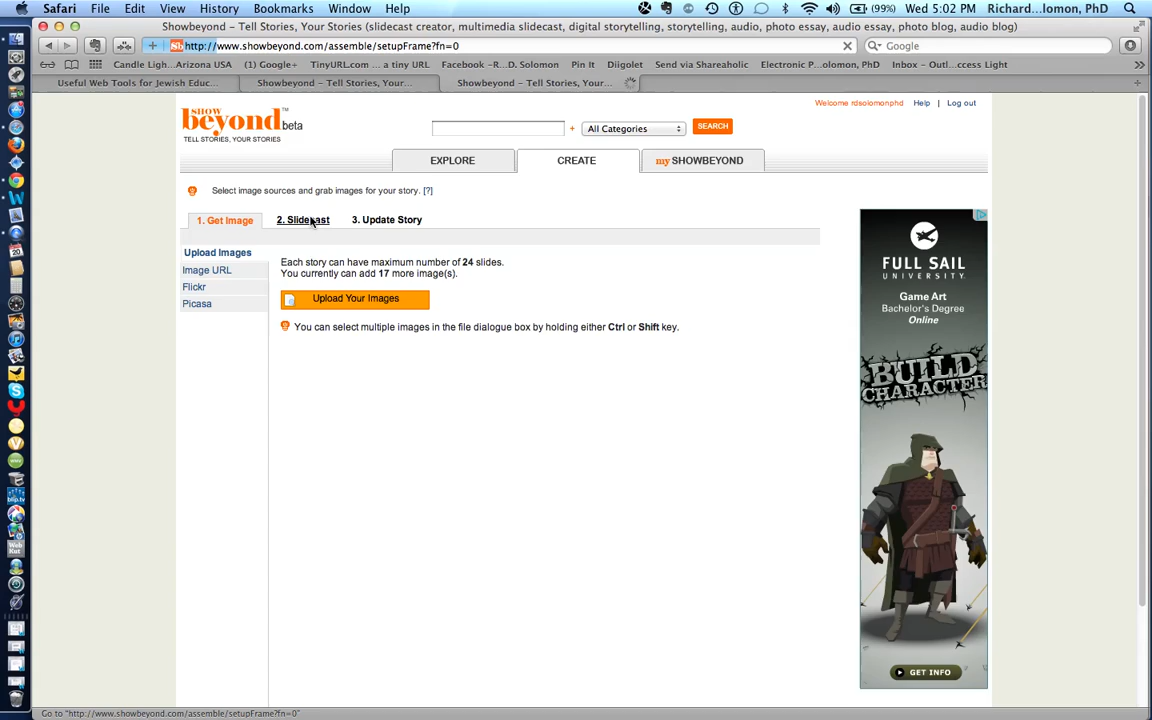 Safari File Edit View History Bookmarks Window Help (99%) Wed 5:02 PM Richard...lomon, PhD
Showbeyond – Tell Stories, Your Stories (slidecast creator, multimedia slidecast, digital storytelling, storytelling, audio, photo essay, audio essay, photo blog, audio blog)
http://www.showbeyond.com/assemble/setupFrame?fn=0 Google
Candle Ligh...Arizona USA (1) Google+ TinyURL.com ... a tiny URL Facebook –R...D. Solomon Pin It Diigolet Send via Shareaholic Electronic P...olomon, PhD Inbox – Outl...ccess Light
Useful Web Tools for Jewish Educ... Showbeyond – Tell Stories, Your... Showbeyond – Tell Stories, Your...
Welcome rdsolomonphd Help | Log out
show beyond ™ beta
TELL STORIES, YOUR STORIES
+ All Categories SEARCH
EXPLORE CREATE my SHOWBEYOND
Select image sources and grab images for your story. [?]
1. Get Image 2. Slidecast 3. Update Story
Upload Images
Image URL
Flickr
Picasa
Each story can have maximum number of 24 slides.
You currently can add 17 more image(s).
Upload Your Images
You can select multiple images in the file dialogue box by holding either Ctrl or Shift key.
FULL SAIL
UNIVERSITY.
Game Art
Bachelor's Degree
Online
BUILD
CHARACTER
GET INFO
Go to "http://www.showbeyond.com/assemble/setupFrame?fn=0"